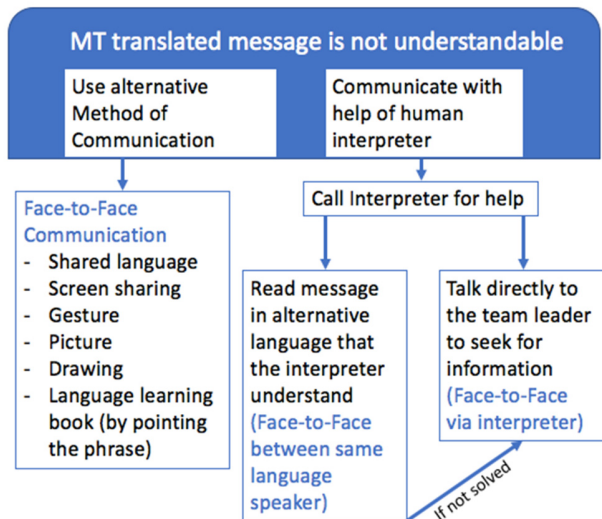 MT translated message is not understandable
Use alternative
Method of
Communication
Communicate with
help of human
interpreter
Face-to-Face
Communication
- Shared language
- Screen sharing
- Gesture
- Picture
- Drawing
- Language learning
book (by pointing
the phrase)
Call Interpreter for help
Read message
in alternative
language that
the interpreter
understand
(Face-to-Face
between same
language
speaker)
Talk directly to
the team leader
to seek for
information
(Face-to-Face
via interpreter)
If not solved